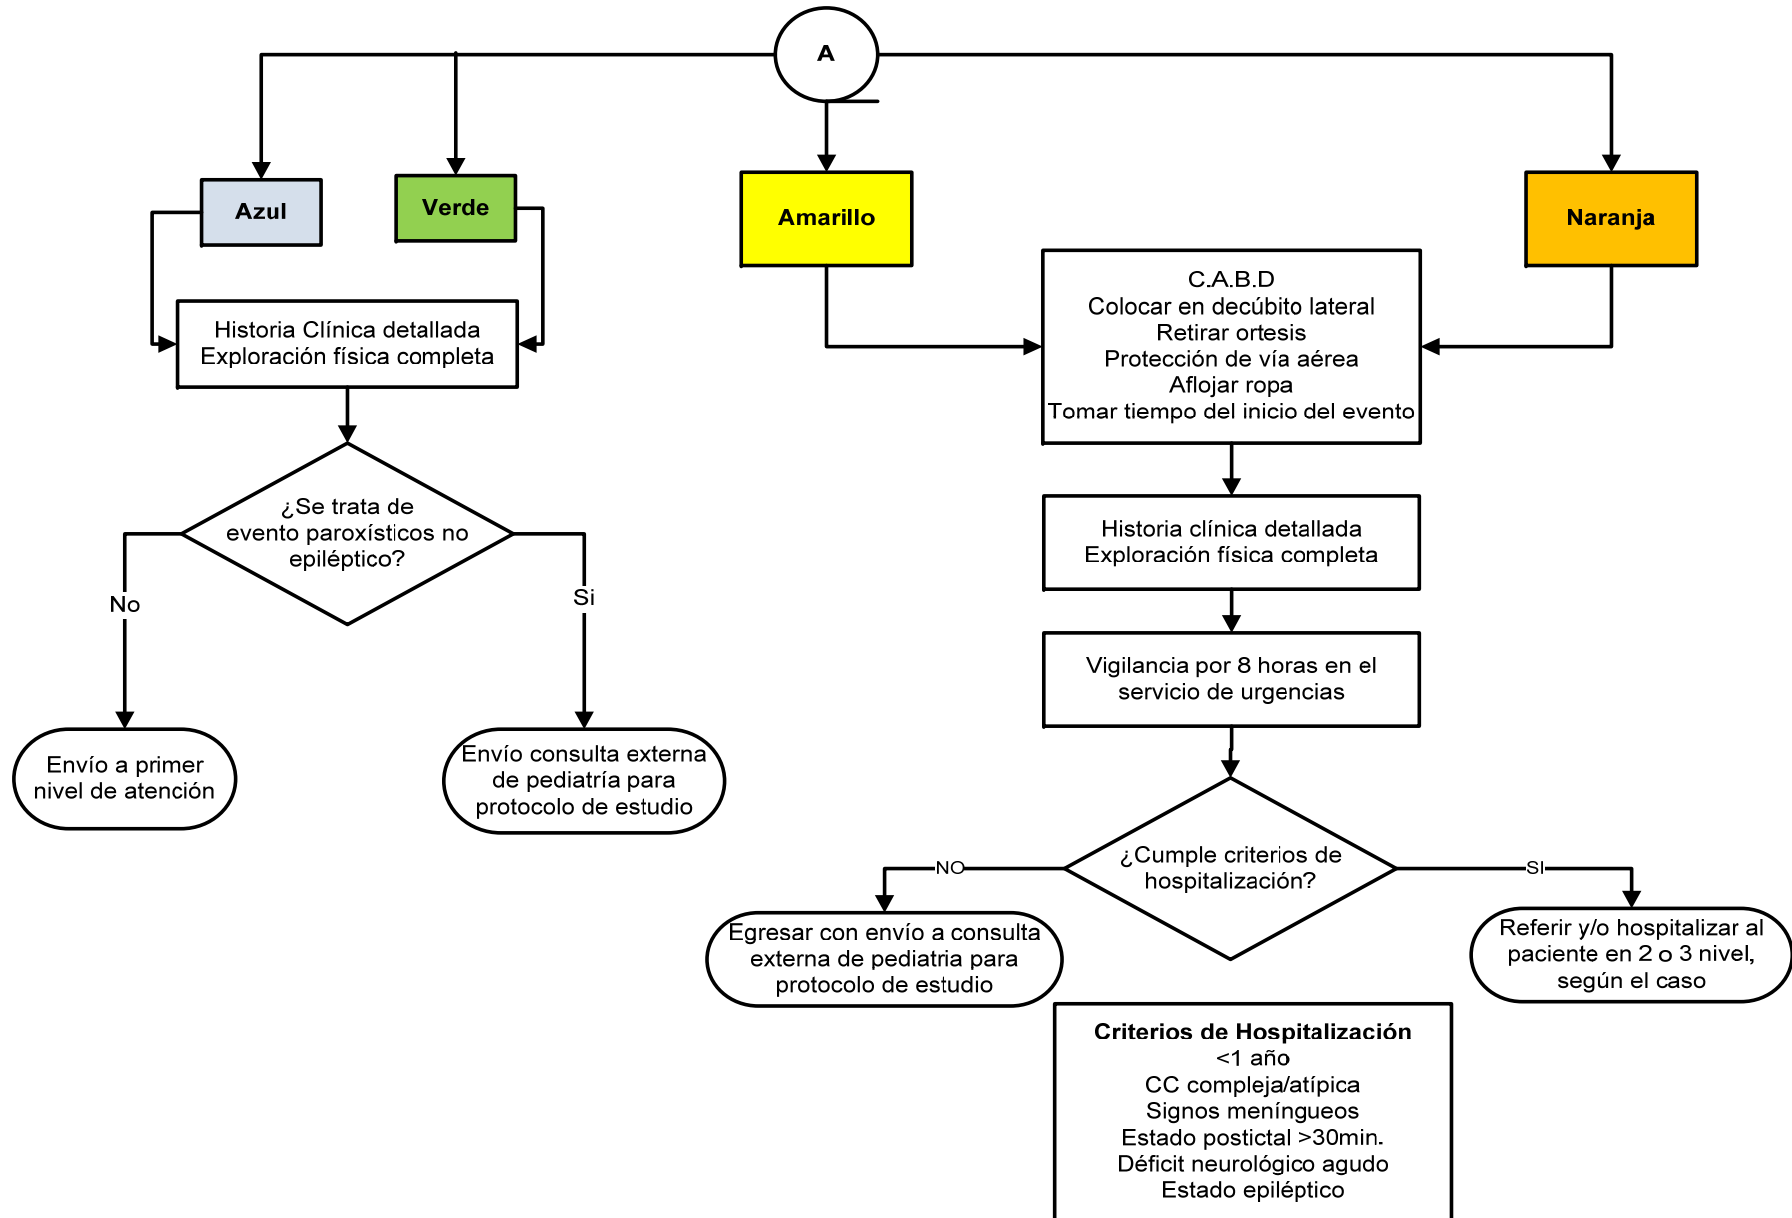 A
Azul
Verde
Amarillo
Naranja
Historia Clínica detallada
Exploración física completa
¿Se trata de
evento paroxísticos no
epiléptico?
No
Si
Envío a primer
nivel de atención
Envío consulta externa
de pediatría para
protocolo de estudio
C.A.B.D
Colocar en decúbito lateral
Retirar ortesis
Protección de vía aérea
Aflojar ropa
Tomar tiempo del inicio del evento
Historia clínica detallada
Exploración física completa
Vigilancia por 8 horas en el
servicio de urgencias
¿Cumple criterios de
hospitalización?
NO
SI
Egresar con envío a consulta
externa de pediatria para
protocolo de estudio
Referir y/o hospitalizar al
paciente en 2 o 3 nivel,
según el caso
Criterios de Hospitalización
<1 año
CC compleja/atípica
Signos meníngueos
Estado postictal >30min.
Déficit neurológico agudo
Estado epiléptico